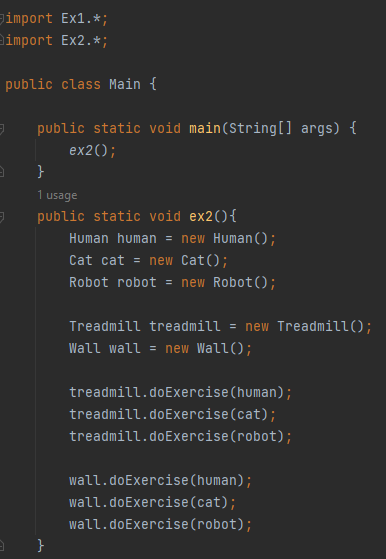 import Ex1.*;
import Ex2.*;
public class Main {
public static void main(String[] args) {
ex2();
}
1 usage
public static void ex2(){
Human human = new Human();
Cat cat = new Cat();
Robot robot = new Robot();
Treadmill treadmill = new Treadmill();
Wall wall = new Wall();
treadmill.doExercise(human);
treadmill.doExercise(cat);
treadmill.doExercise(robot);
wall.doExercise(human);
wall.doExercise(cat);
wall.doExercise(robot);
}